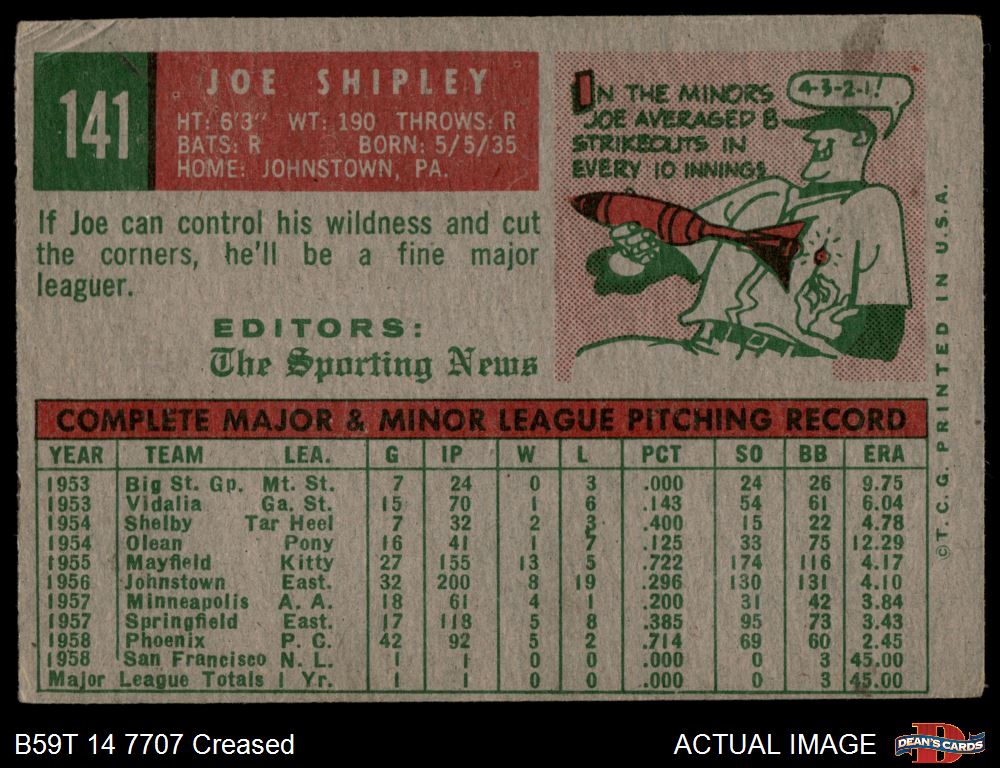 141
JOE SHIPLEY
HT: 6'3" WT: 190 THROWS: R
BATS: R BORN: 5/5/35
HOME: JOHNSTOWN, PA.
IN THE MINORS
JOE AVERAGED 8
STRIKEOUTS IN
EVERY 10 INNINGS
4-3-2-1!
If Joe can control his wildness and cut
the corners, he'll be a fine major
leaguer.
EDITORS:
The Sporting News
COMPLETE MAJOR & MINOR LEAGUE PITCHING RECORD
YEAR TEAM LEA. G IP W L PCT SO BB ERA
1953 Big St. Gp. Mt. St. 7 24 0 3 .000 24 26 9.75
1953 Vidalia Ga. St. 15 70 1 6 .143 54 61 6.04
1954 Shelby Tar Heel 7 32 2 3 .400 15 22 4.78
1954 Olean Pony 16 41 1 7 .125 33 75 12.29
1955 Mayfield Kitty 27 155 13 5 .722 174 116 4.17
1956 Johnstown East. 32 200 8 19 .296 130 131 4.10
1957 Minneapolis A. A. 18 61 4 1 .200 31 42 3.84
1957 Springfield East. 17 118 5 8 .385 95 73 3.43
1958 Phoenix P. C. 42 92 5 2 .714 69 60 2.45
1958 San Francisco N. L. 1 1 0 0 .000 0 3 45.00
Major League Totals 1 Yr. 1 1 0 0 .000 0 3 45.00
© T. C. G. PRINTED IN U.S.A.
B59T 14 7707 Creased
ACTUAL IMAGE
D
DEAN'S CARDS